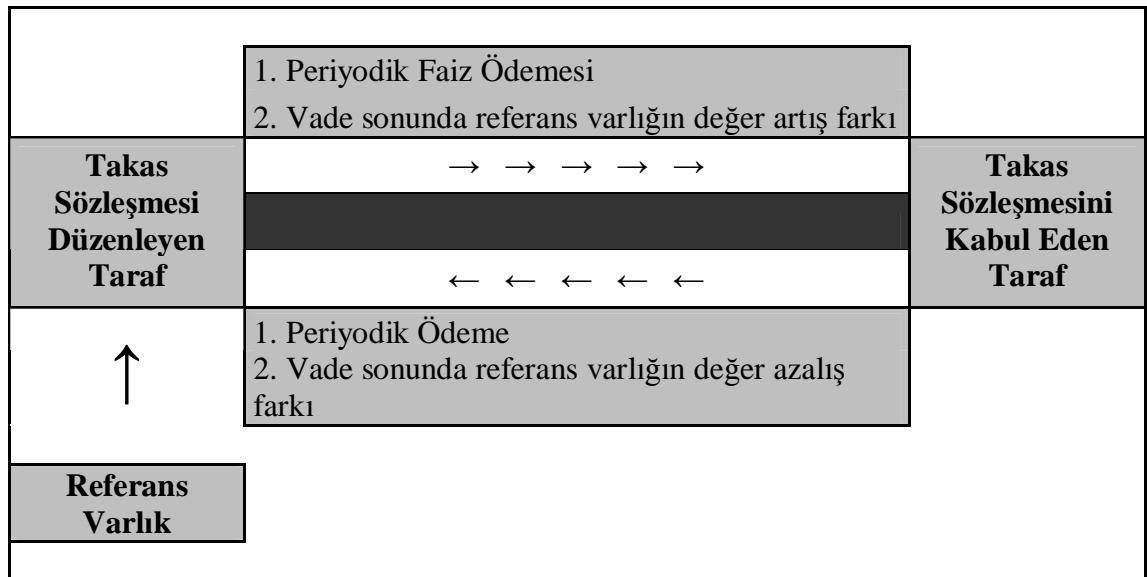 1. Periyodik Faiz Ödemesi
2. Vade sonunda referans varlığın değer artış farkı
Takas
Sözleşmesi
Düzenleyen
Taraf
→ → → → →
← ← ← ← ←
Takas
Sözleşmesini
Kabul Eden
Taraf
↑
1. Periyodik Ödeme
2. Vade sonunda referans varlığın değer azalış
farkı
Referans
Varlık